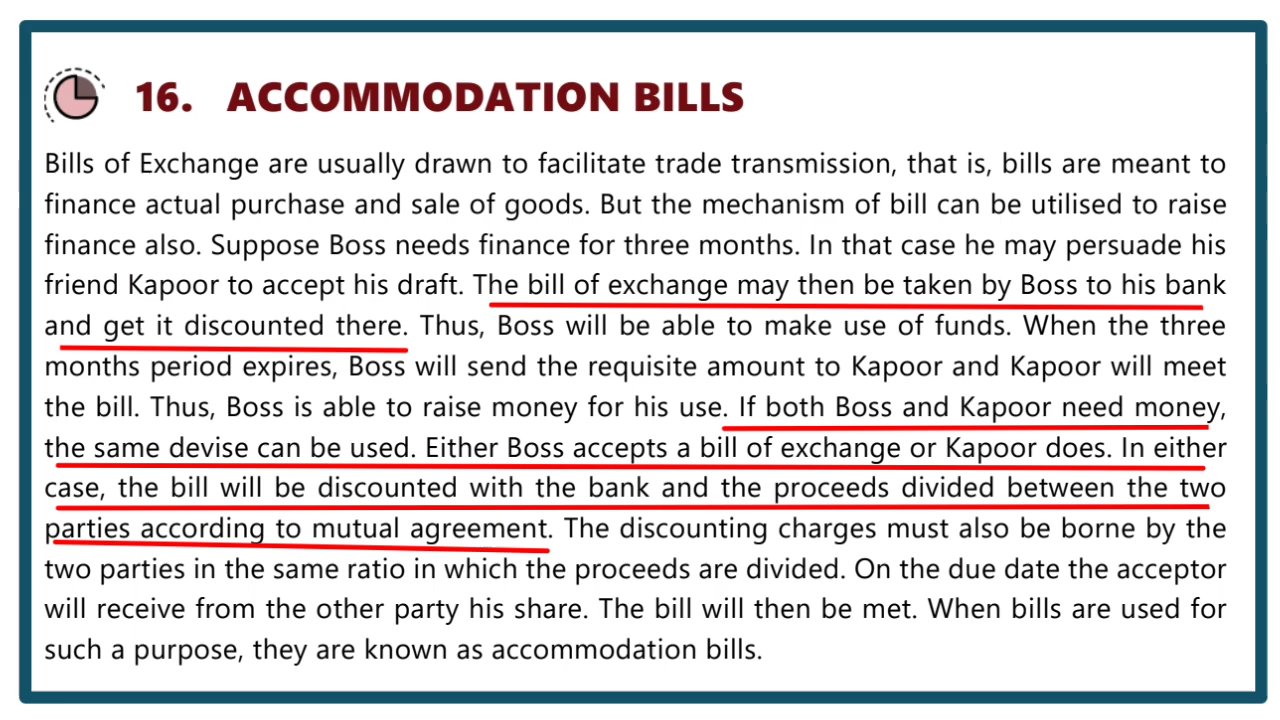 16. ACCOMMODATION BILLS
Bills of Exchange are usually drawn to facilitate trade transmission, that is, bills are meant to
finance actual purchase and sale of goods. But the mechanism of bill can be utilised to raise
finance also. Suppose Boss needs finance for three months. In that case he may persuade his
friend Kapoor to accept his draft. The bill of exchange may then be taken by Boss to his bank
and get it discounted there. Thus, Boss will be able to make use of funds. When the three
months period expires, Boss will send the requisite amount to Kapoor and Kapoor will meet
the bill. Thus, Boss is able to raise money for his use. If both Boss and Kapoor need money,
the same devise can be used. Either Boss accepts a bill of exchange or Kapoor does. In either
case, the bill will be discounted with the bank and the proceeds divided between the two
parties according to mutual agreement. The discounting charges must also be borne by the
two parties in the same ratio in which the proceeds are divided. On the due date the acceptor
will receive from the other party his share. The bill will then be met. When bills are used for
such a purpose, they are known as accommodation bills.